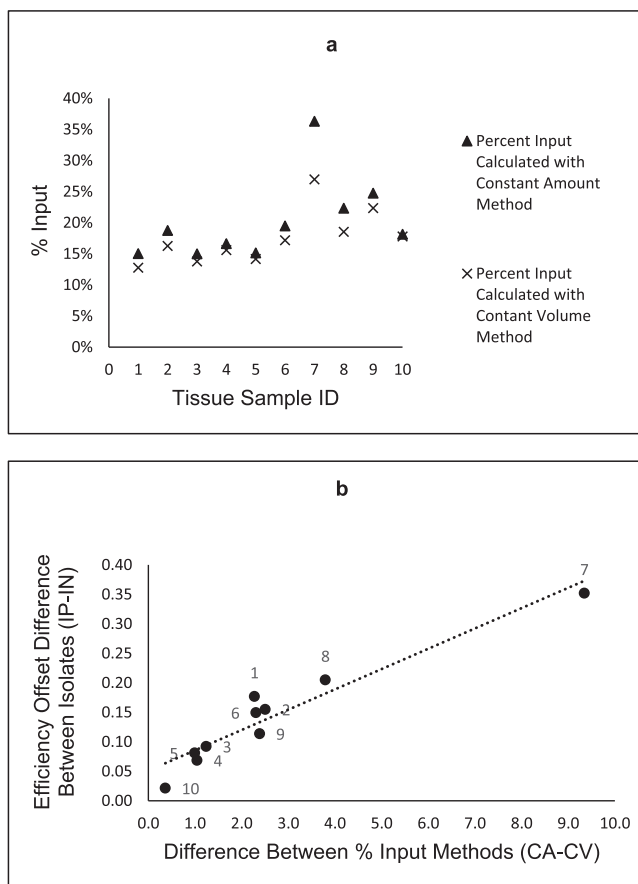 a
40%
35%
30%
25%
20%
15%
10%
5%
0%
% Input
0 1 2 3 4 5 6 7 8 9 10
Tissue Sample ID
▲ Percent Input
Calculated with
Constant Amount
Method
× Percent Input
Calculated with
Contant Volume
Method
b
Efficiency Offset Difference
Between Isolates (IP-IN)
0.40
0.35
0.30
0.25
0.20
0.15
0.10
0.05
0.00
7
8
1
6
2
9
5
3
4
10
0.0 1.0 2.0 3.0 4.0 5.0 6.0 7.0 8.0 9.0 10.0
Difference Between % Input Methods (CA-CV)